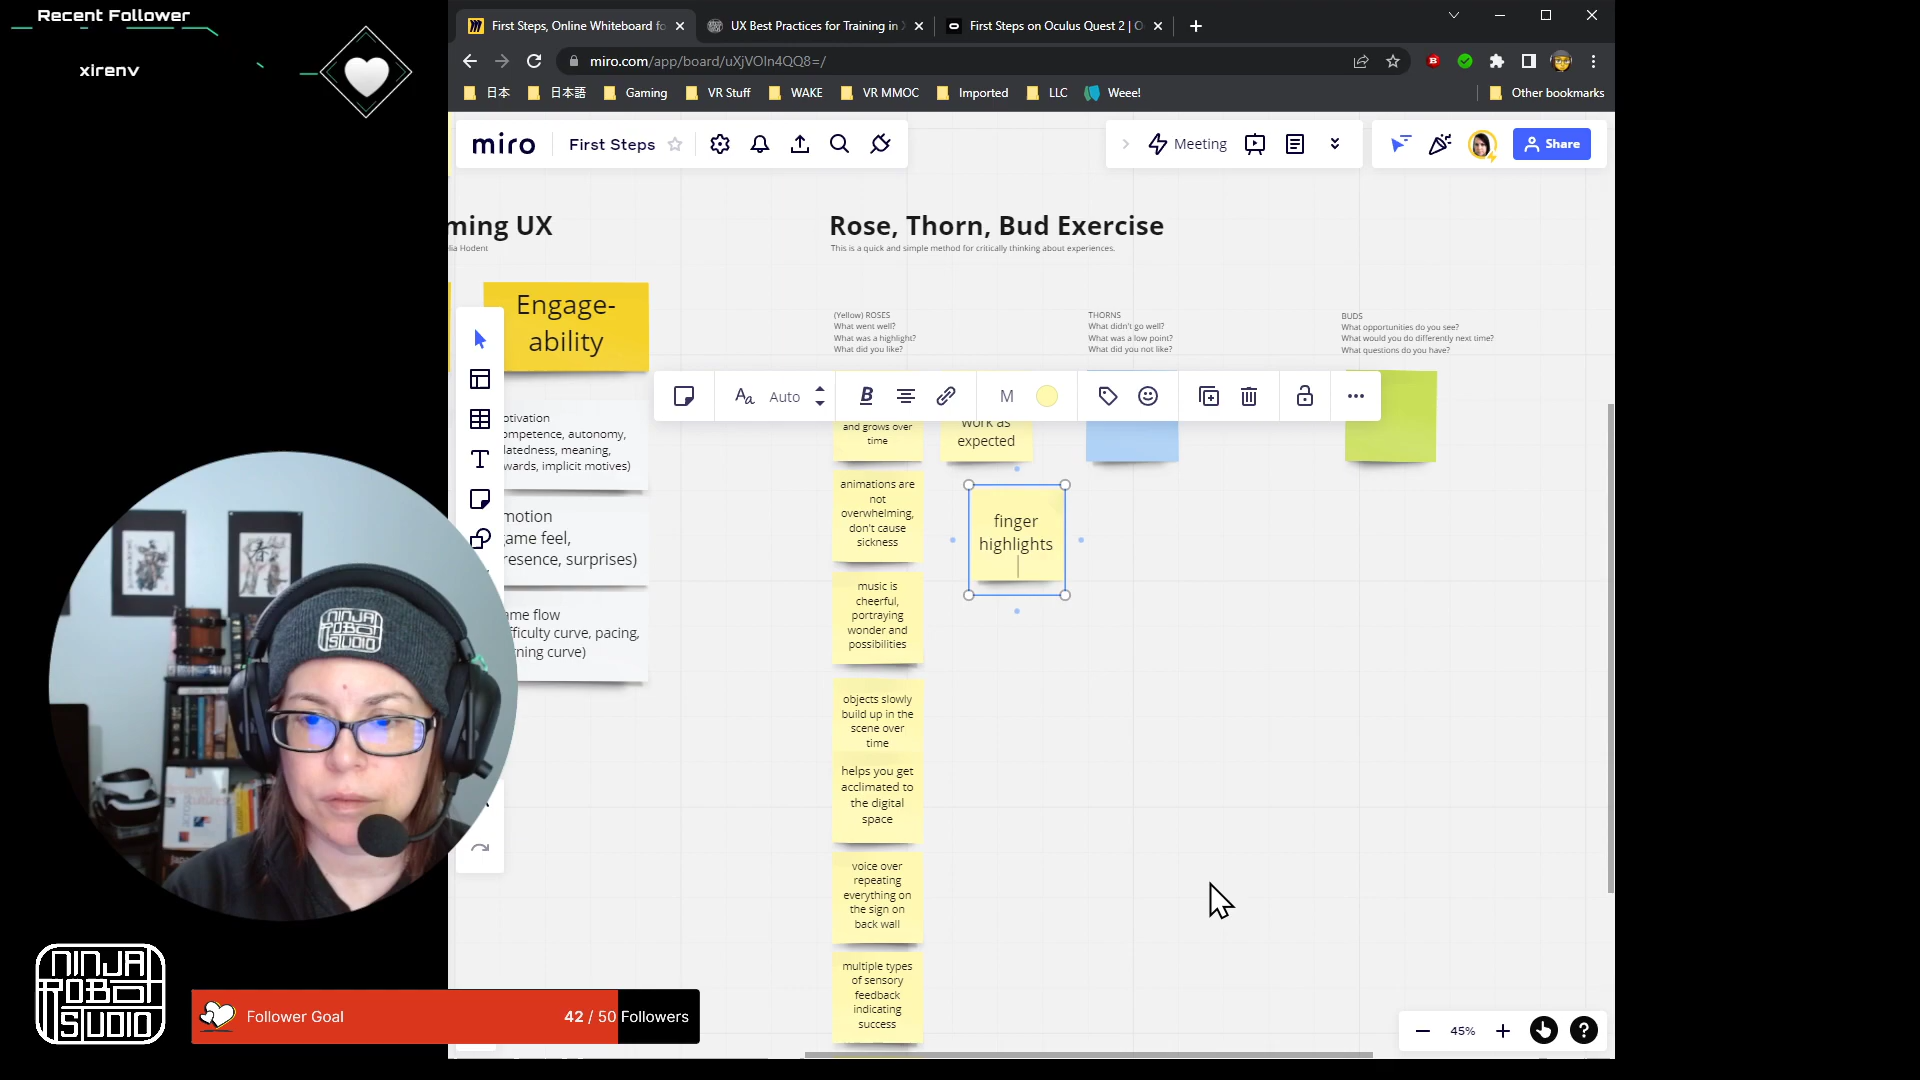 Recent Follower
xirenv
First Steps, Online Whiteboard fo
UX Best Practices for Training in
First Steps on Oculus Quest 2 | O
miro.com/app/board/uXjVOIn4QQ8=/
日本
日本語
Gaming
VR Stuff
WAKE
VR MMOC
Imported
LLC
Weee!
Other bookmarks
miro
First Steps
Meeting
Share
ming UX
lia Hodent
Rose, Thorn, Bud Exercise
This is a quick and simple method for critically thinking about experiences.
Engage-
ability
otivation
ompetence, autonomy,
latedness, meaning,
wards, implicit motives)
motion
game feel,
resence, surprises)
ame flow
fficulty curve, pacing,
rning curve)
(Yellow) ROSES
What went well?
What was a highlight?
What did you like?
THORNS
What didn't go well?
What was a low point?
What did you not like?
BUDS
What opportunities do you see?
What would you do differently next time?
What questions do you have?
Auto
B
M
and grows over
time
work as
expected
animations are
not
overwhelming,
don't cause
sickness
finger
highlights
music is
cheerful,
portraying
wonder and
possibilities
objects slowly
build up in the
scene over
time
helps you get
acclimated to
the digital
space
voice over
repeating
everything on
the sign on
back wall
multiple types
of sensory
feedback
indicating
success
NINJA
ROBOT
STUDIO
NINJA
ROBOT
STUDIO
Follower Goal
42 / 50 Followers
45%